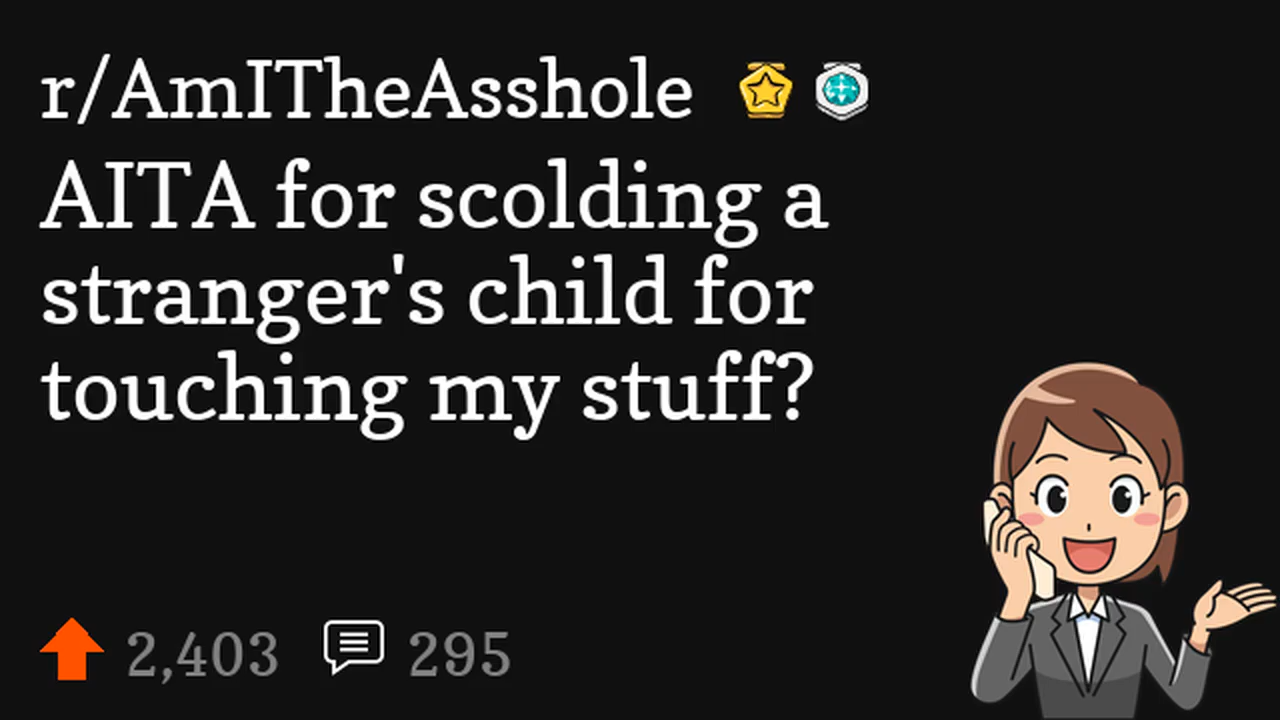 r/AmITheAsshole
AITA for scolding a
stranger's child for
touching my stuff?
2,403 295